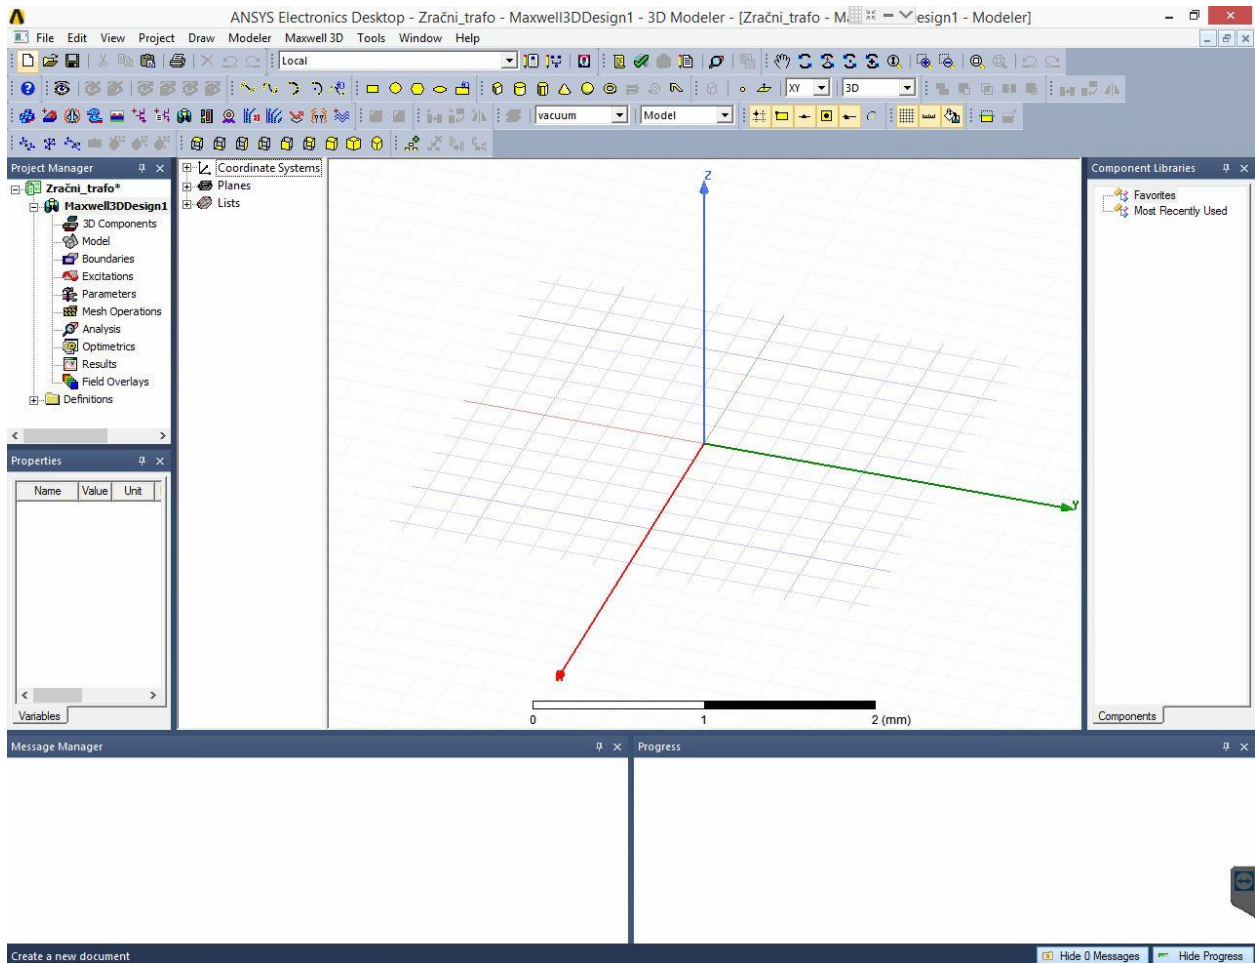 ANSYS Electronics Desktop - Zračni_trafo - Maxwell3DDesign1 - 3D Modeler - [Zračni_trafo - M esign1 - Modeler]
File Edit View Project Draw Modeler Maxwell 3D Tools Window Help
Local
XY 3D
vacuum Model
Project Manager
Zračni_trafo*
Maxwell3DDesign1
3D Components
Model
Boundaries
Excitations
Parameters
Mesh Operations
Analysis
Optimetrics
Results
Field Overlays
Definitions
Properties
Name Value Unit
Variables
Coordinate Systems
Planes
Lists
Z
Y
0 1 2 (mm)
Component Libraries
Favorites
Most Recently Used
Components
Message Manager
Progress
Create a new document
Hide 0 Messages Hide Progress